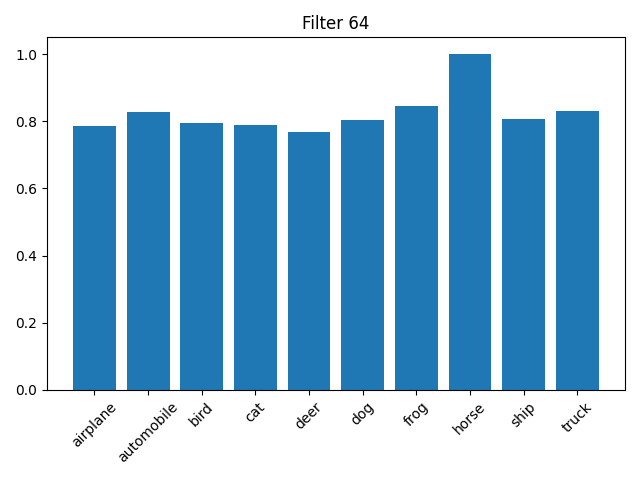 Filter 64
1.0
0.8
0.6
0.4
0.2
0.0
airplane
automobile
bird
cat
deer
dog
frog
horse
ship
truck